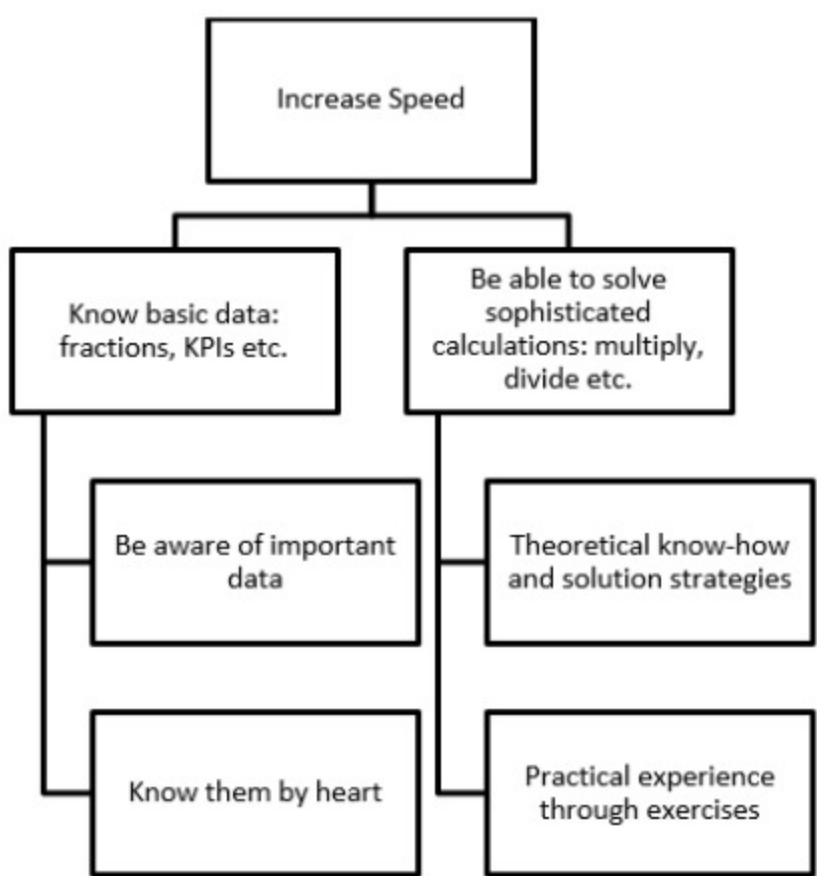 Increase Speed
Know basic data:
fractions, KPIs etc.
Be able to solve
sophisticated
calculations: multiply,
divide etc.
Be aware of important
data
Theoretical know-how
and solution strategies
Know them by heart
Practical experience
through exercises